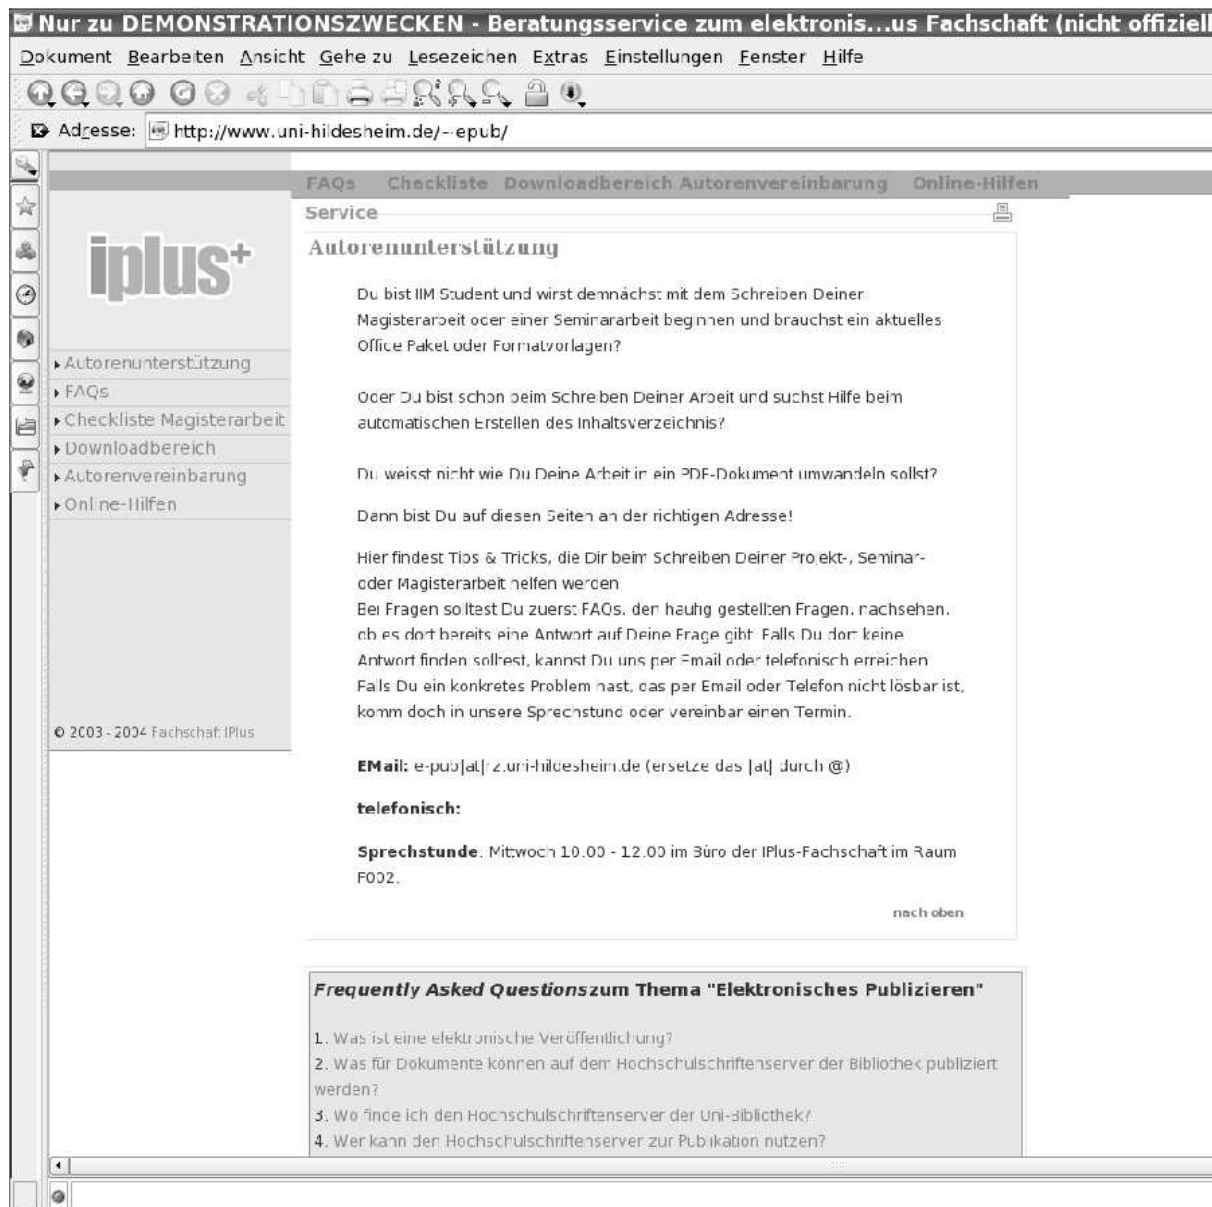 Nur zu DEMONSTRATIONSZWECKEN - Beratungsservice zum elektronis...us Fachschaft (nicht offiziell
Dokument Bearbeiten Ansicht Gehe zu Lesezeichen Extras Einstellungen Fenster Hilfe
Adresse: http://www.uni-hildesheim.de/~epub/
FAQs Checkliste Downloadbereich Autorenvereinbarung Online-Hilfen
Service
iplus+
Autorenunterstützung
FAQs
Checkliste Magisterarbeit
Downloadbereich
Autorenvereinbarung
Online-Hilfen
© 2003 - 2004 Fachschaft IPlus
Autorenunterstützung
Du bist IIM Student und wirst demnächst mit dem Schreiben Deiner
Magisterarbeit oder einer Seminararbeit beginnen und brauchst ein aktuelles
Office Paket oder Formatvorlagen?
Oder Du bist schon beim Schreiben Deiner Arbeit und suchst Hilfe beim
automatischen Erstellen des Inhaltsverzeichnis?
Du weisst nicht wie Du Deine Arbeit in ein PDF-Dokument umwandeln sollst?
Dann bist Du auf diesen Seiten an der richtigen Adresse!
Hier findest Tips & Tricks, die Dir beim Schreiben Deiner Projekt-, Seminar-
oder Magisterarbeit helfen werden
Bei Fragen solltest Du zuerst FAQs, den häufig gestellten Fragen, nachsehen,
ob es dort bereits eine Antwort auf Deine Frage gibt. Falls Du dort keine
Antwort finden solltest, kannst Du uns per Email oder telefonisch erreichen
Falls Du ein konkretes Problem hast, das per Email oder Telefon nicht lösbar ist,
komm doch in unsere Sprechstund oder vereinbar einen Termin.
EMail: e-pub|at|rz.uni-hildesheim.de (ersetze das |at| durch @)
telefonisch:
Sprechstunde: Mittwoch 10.00 - 12.00 im Büro der IPlus-Fachschaft im Raum
F002.
nach oben
Frequently Asked Questionszum Thema "Elektronisches Publizieren"
1. Was ist eine elektronische Veröffentlichung?
2. Was für Dokumente können auf dem Hochschulschriftenserver der Bibliothek publiziert
werden?
3. Wo finde ich den Hochschulschriftenserver der Uni-Bibliothek?
4. Wer kann den Hochschulschriftenserver zur Publikation nutzen?